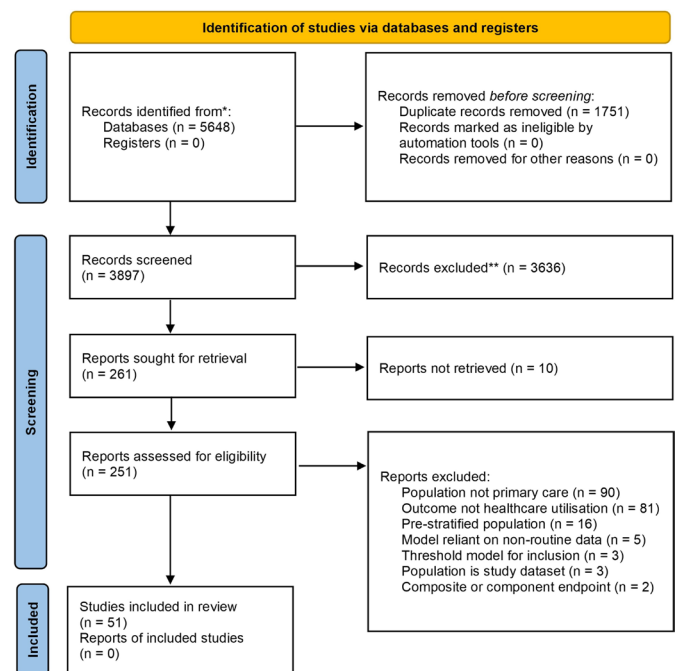 Identification of studies via databases and registers
Identification
Records identified from*:
Databases (n = 5648)
Registers (n = 0)
Records removed before screening:
Duplicate records removed (n = 1751)
Records marked as ineligible by
automation tools (n = 0)
Records removed for other reasons (n = 0)
Screening
Records screened
(n = 3897)
Records excluded** (n = 3636)
Reports sought for retrieval
(n = 261)
Reports not retrieved (n = 10)
Reports assessed for eligibility
(n = 251)
Reports excluded:
Population not primary care (n = 90)
Outcome not healthcare utilisation (n = 81)
Pre-stratified population (n = 16)
Model reliant on non-routine data (n = 5)
Threshold model for inclusion (n = 3)
Population is study dataset (n = 3)
Composite or component endpoint (n = 2)
Included
Studies included in review
(n = 51)
Reports of included studies
(n = 0)